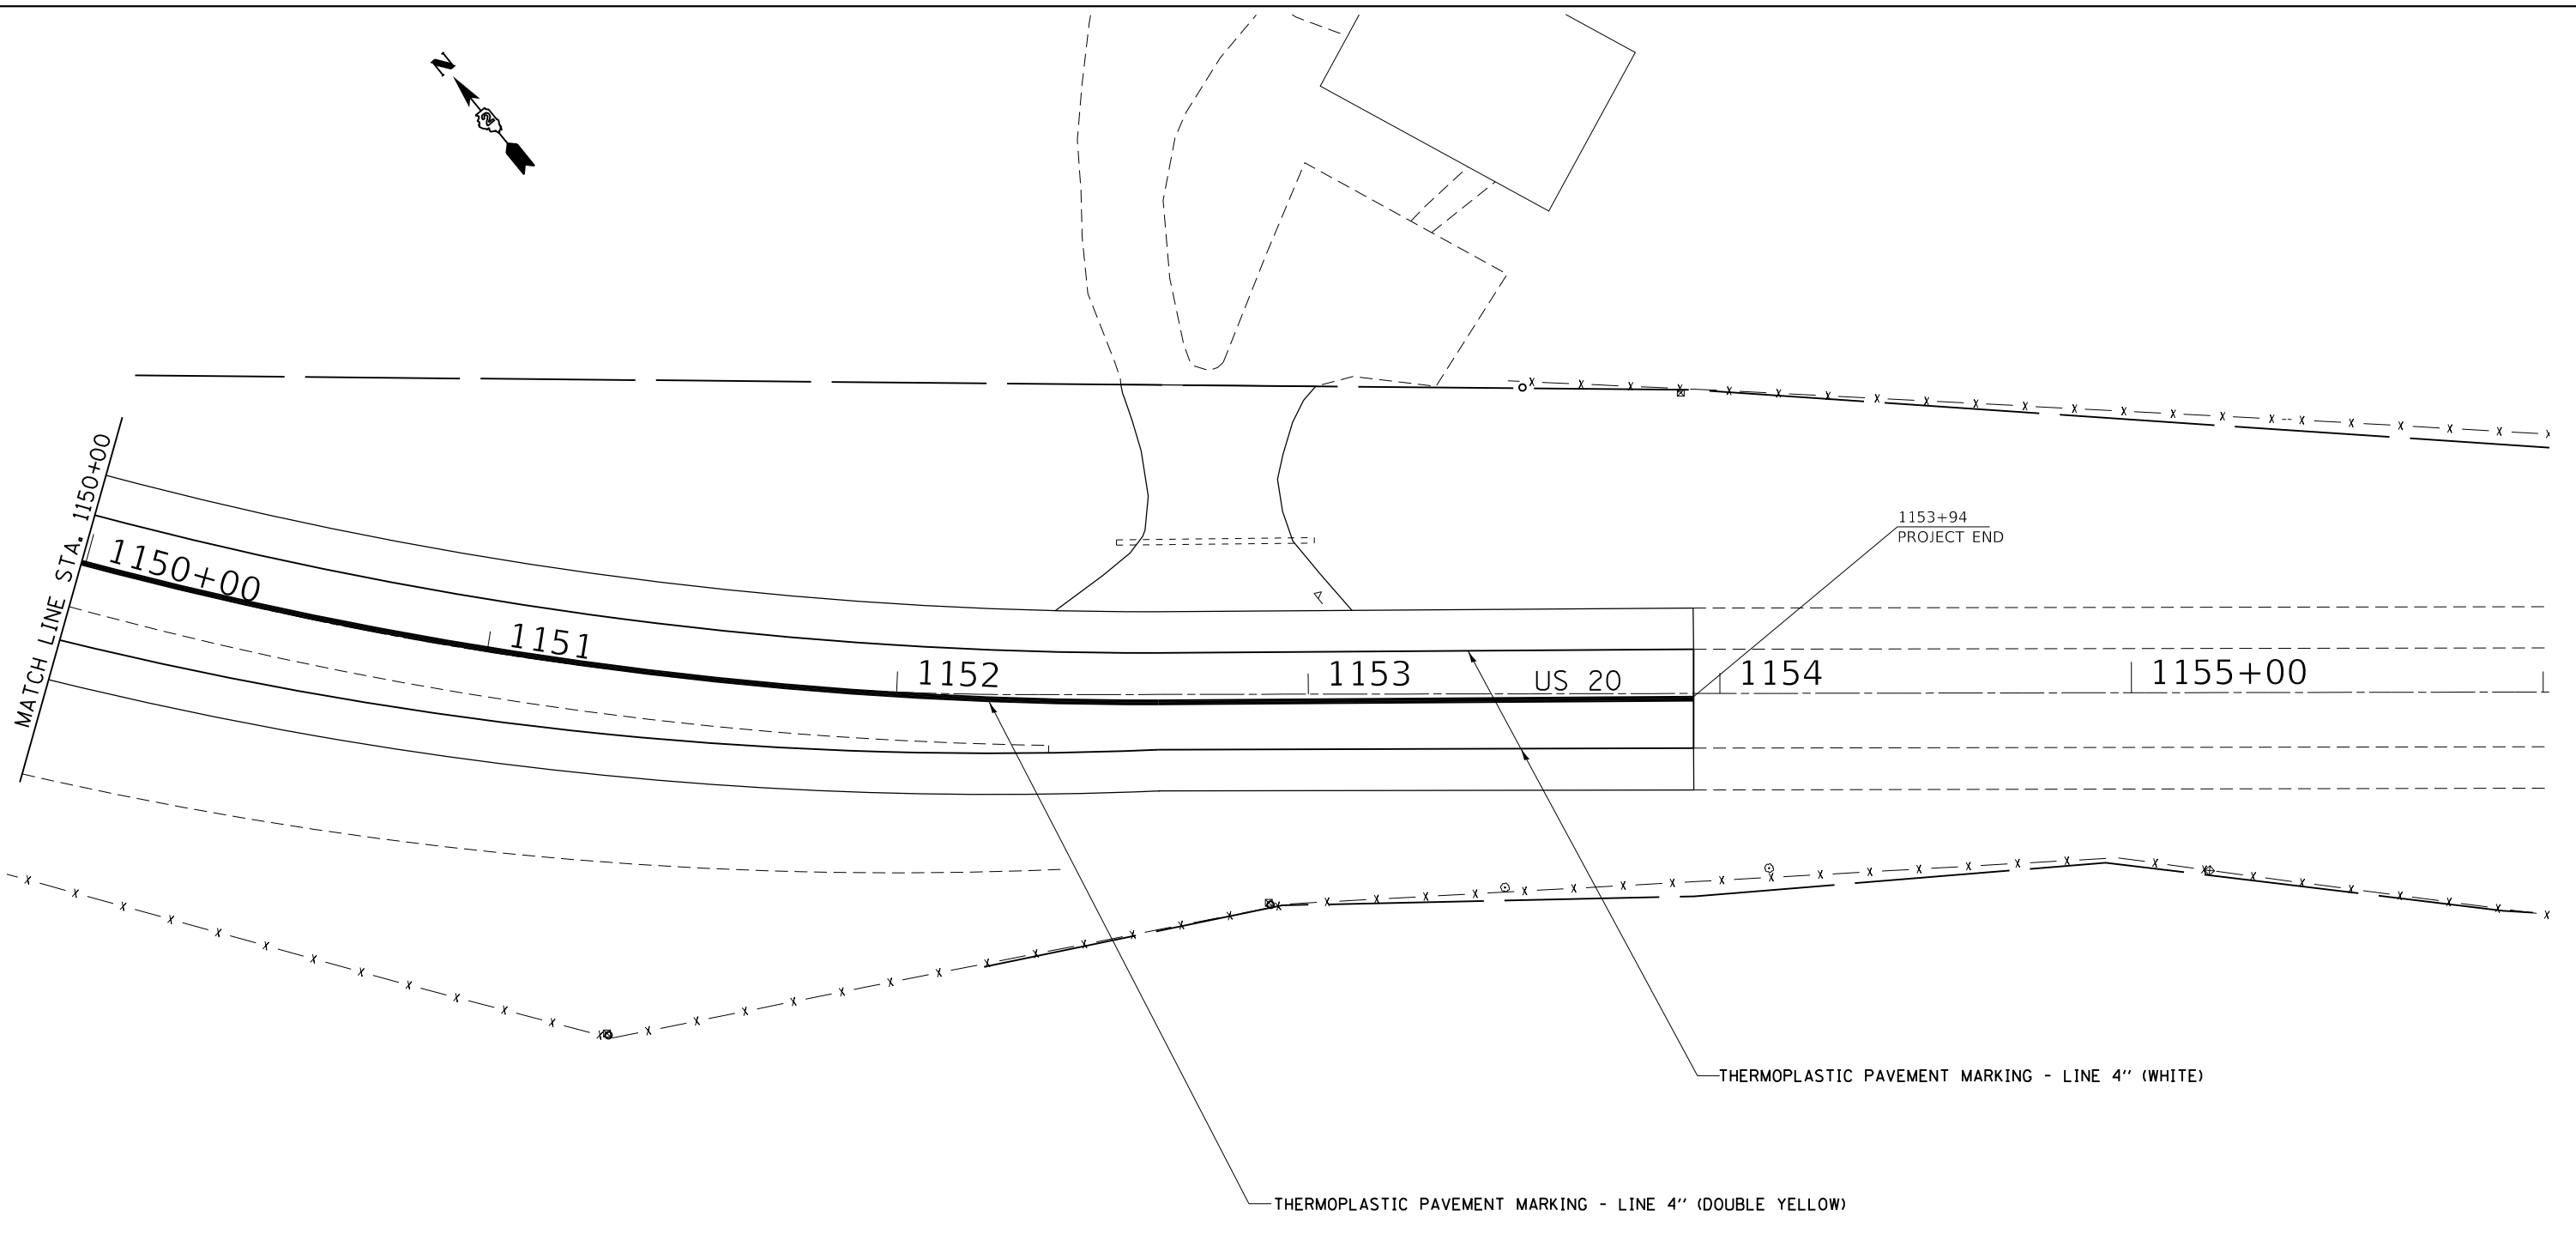 N
2
MATCH LINE STA. 1150+00
1150+00
1151
1152
1153
US 20
1154
1155+00
1153+94
PROJECT END
THERMOPLASTIC PAVEMENT MARKING - LINE 4" (WHITE)
THERMOPLASTIC PAVEMENT MARKING - LINE 4" (DOUBLE YELLOW)